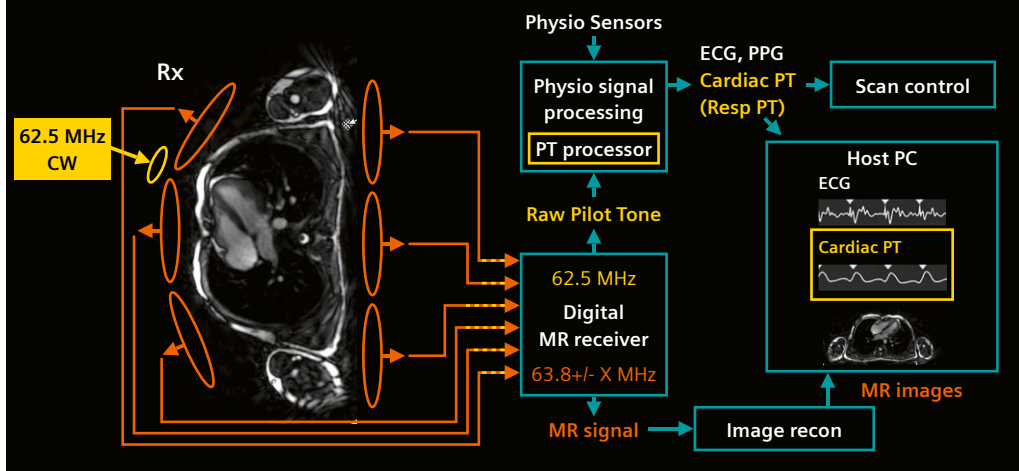 Rx
62.5 MHz
CW
Physio Sensors
Physio signal
processing
PT processor
Raw Pilot Tone
62.5 MHz
Digital
MR receiver
63.8+/- X MHz
MR signal
Image recon
ECG, PPG
Cardiac PT
(Resp PT)
Scan control
Host PC
ECG
Cardiac PT
MR images